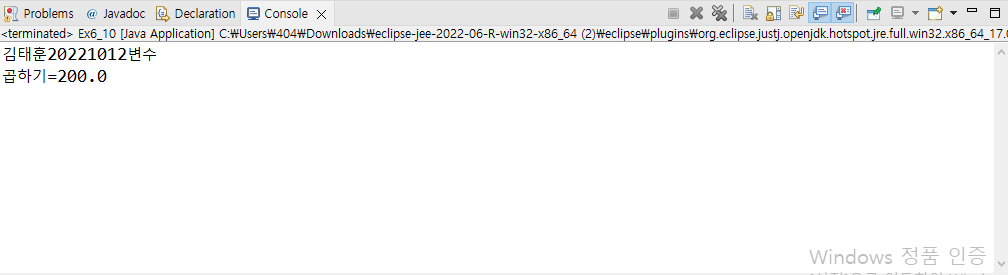 Problems @ Javadoc Declaration Console
<terminated> Ex6_10 [Java Application] C:₩Users₩404₩Downloads₩eclipse-jee-2022-06-R-win32-x86_64 (2)₩eclipse₩plugins₩org.eclipse.justj.openjdk.hotspot.jre.full.win32.x86_64_17.0
김태훈20221012변수
곱하기=200.0
Windows 정품 인증